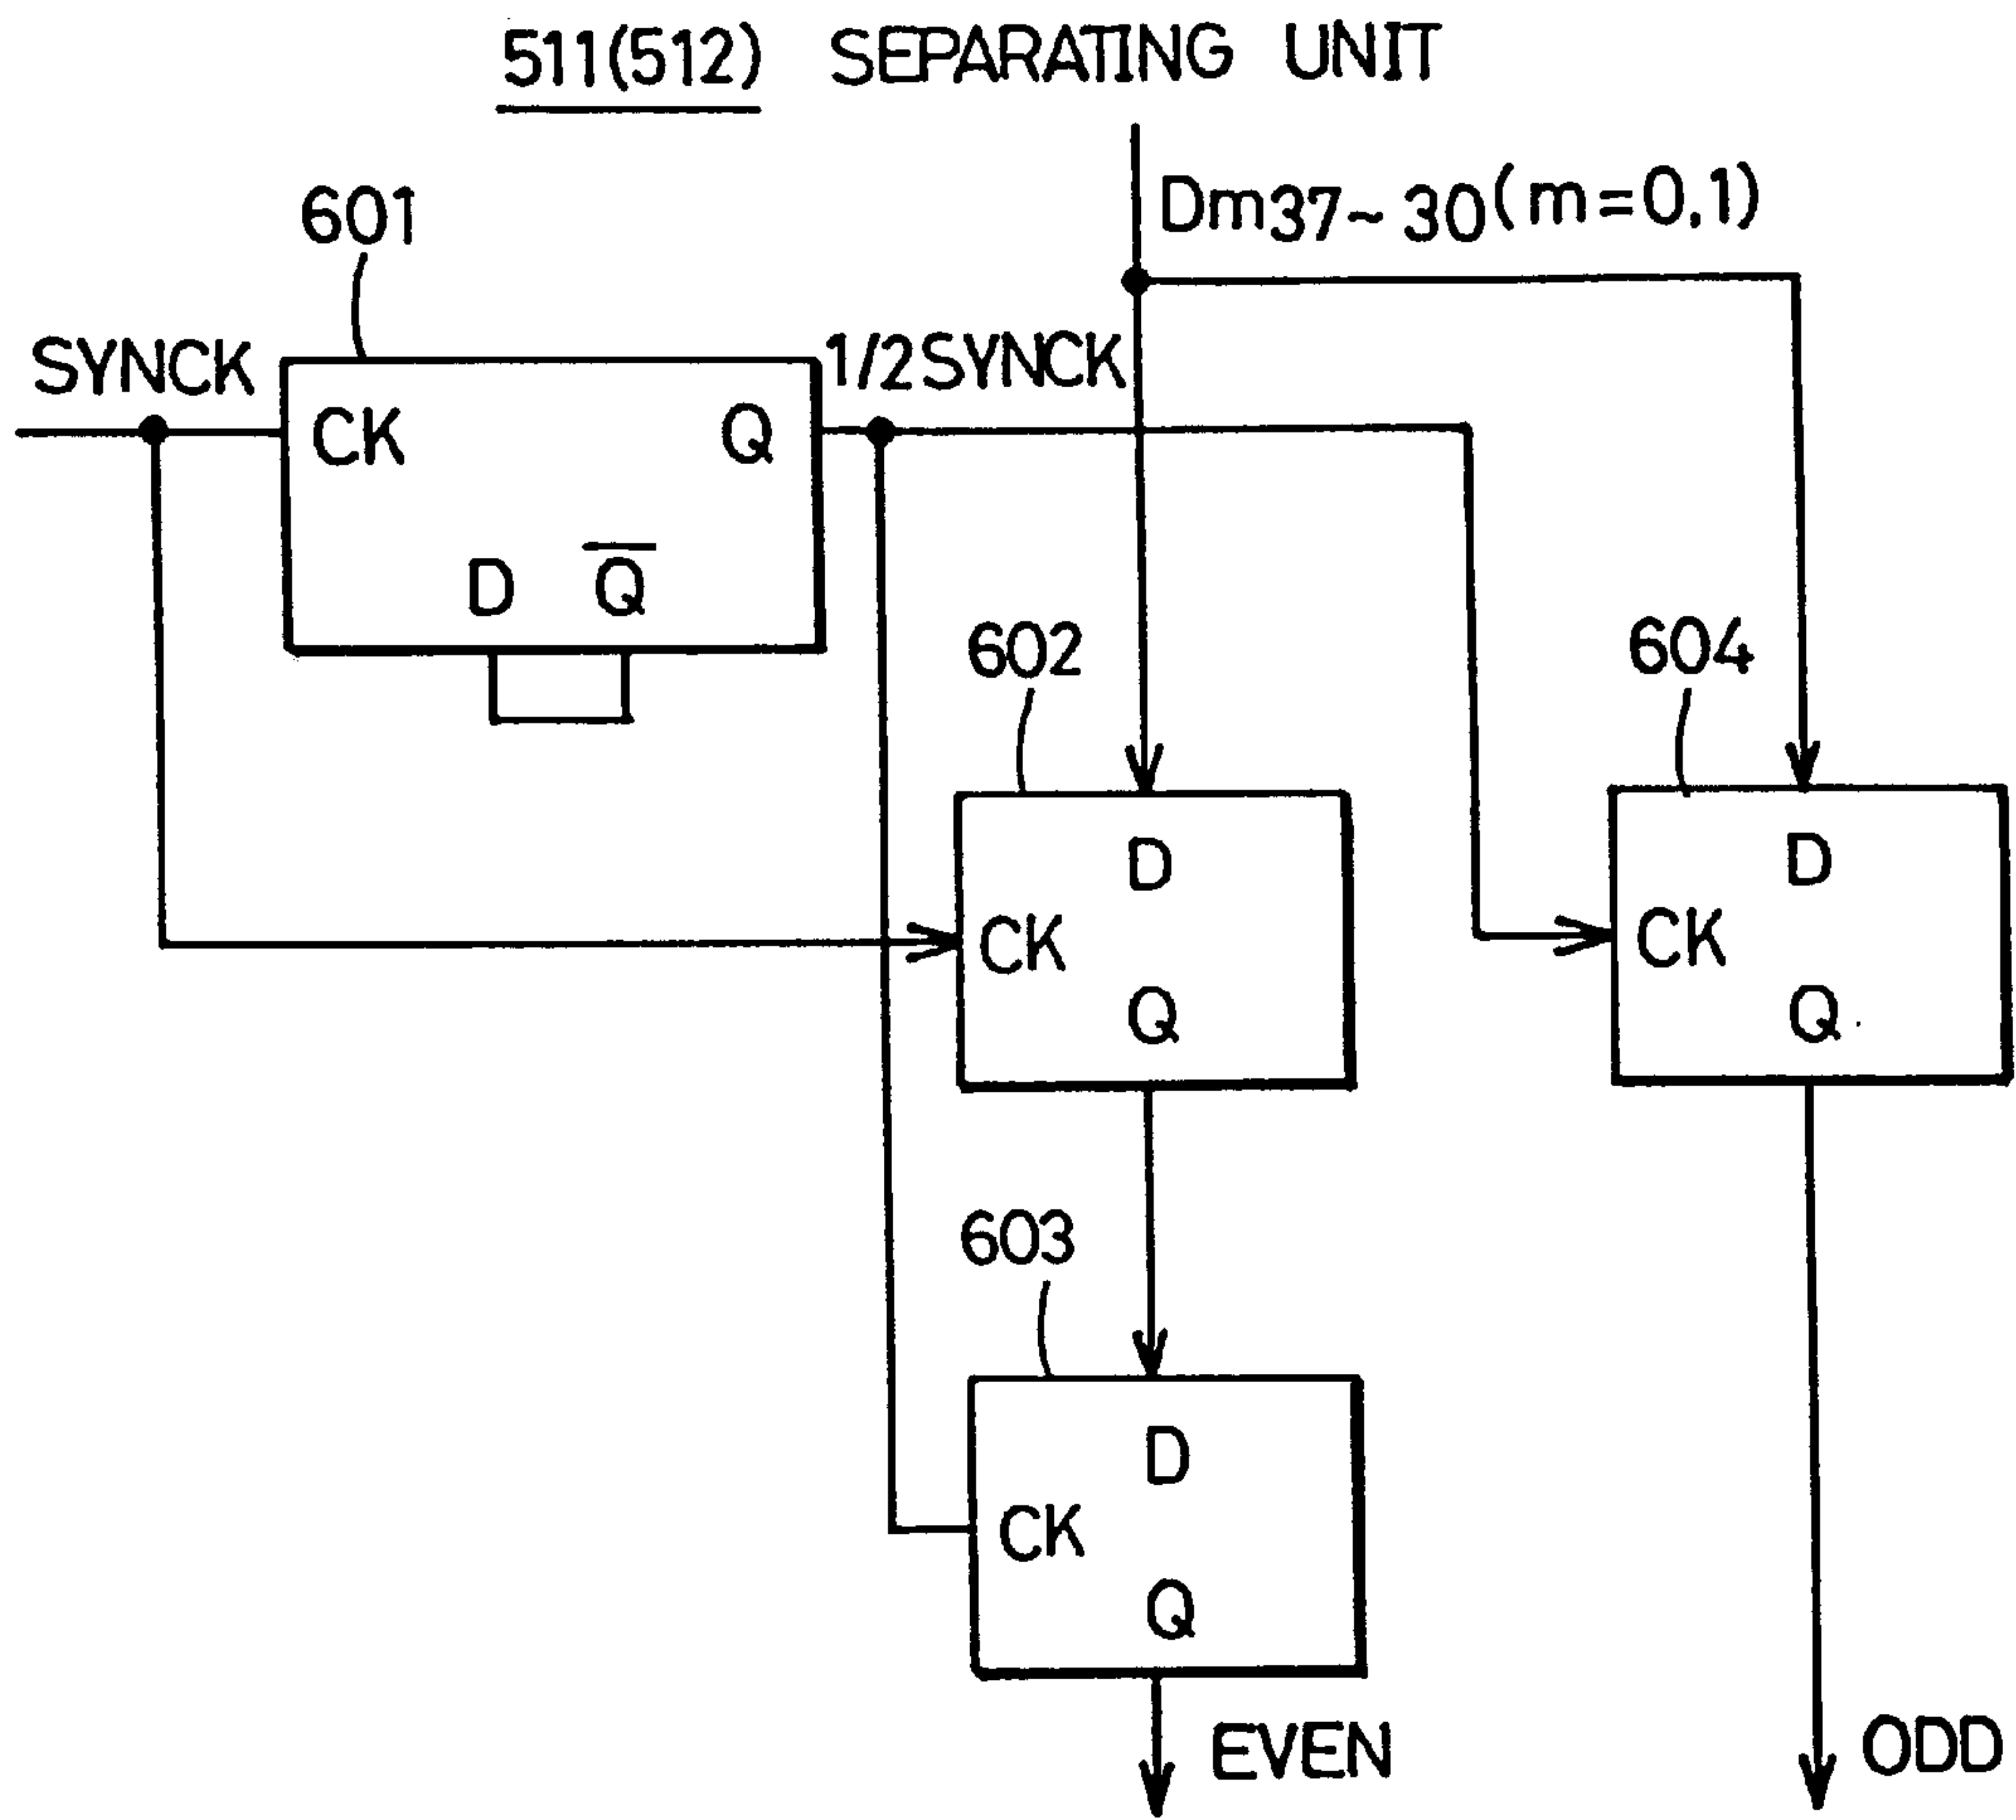 511(512) SEPARATING UNIT
Dm37~30(m=0,1)
601
SYNCK
1/2SYNCK
CK Q
D Q̅
602
604
D
CK
Q
D
CK
Q
603
D
CK
Q
EVEN
ODD